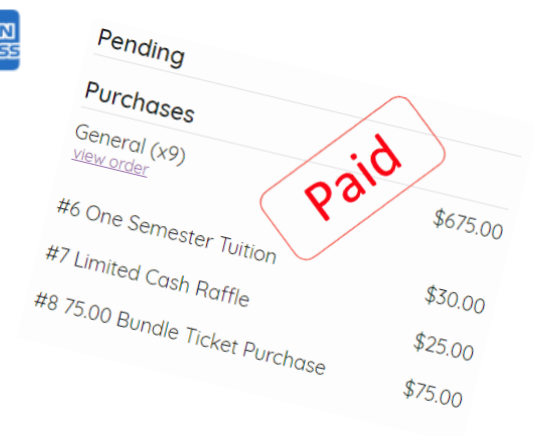 Pending
Purchases
General (x9) $675.00
view order
#6 One Semester Tuition $30.00
#7 Limited Cash Raffle $25.00
#8 75.00 Bundle Ticket Purchase $75.00
Paid